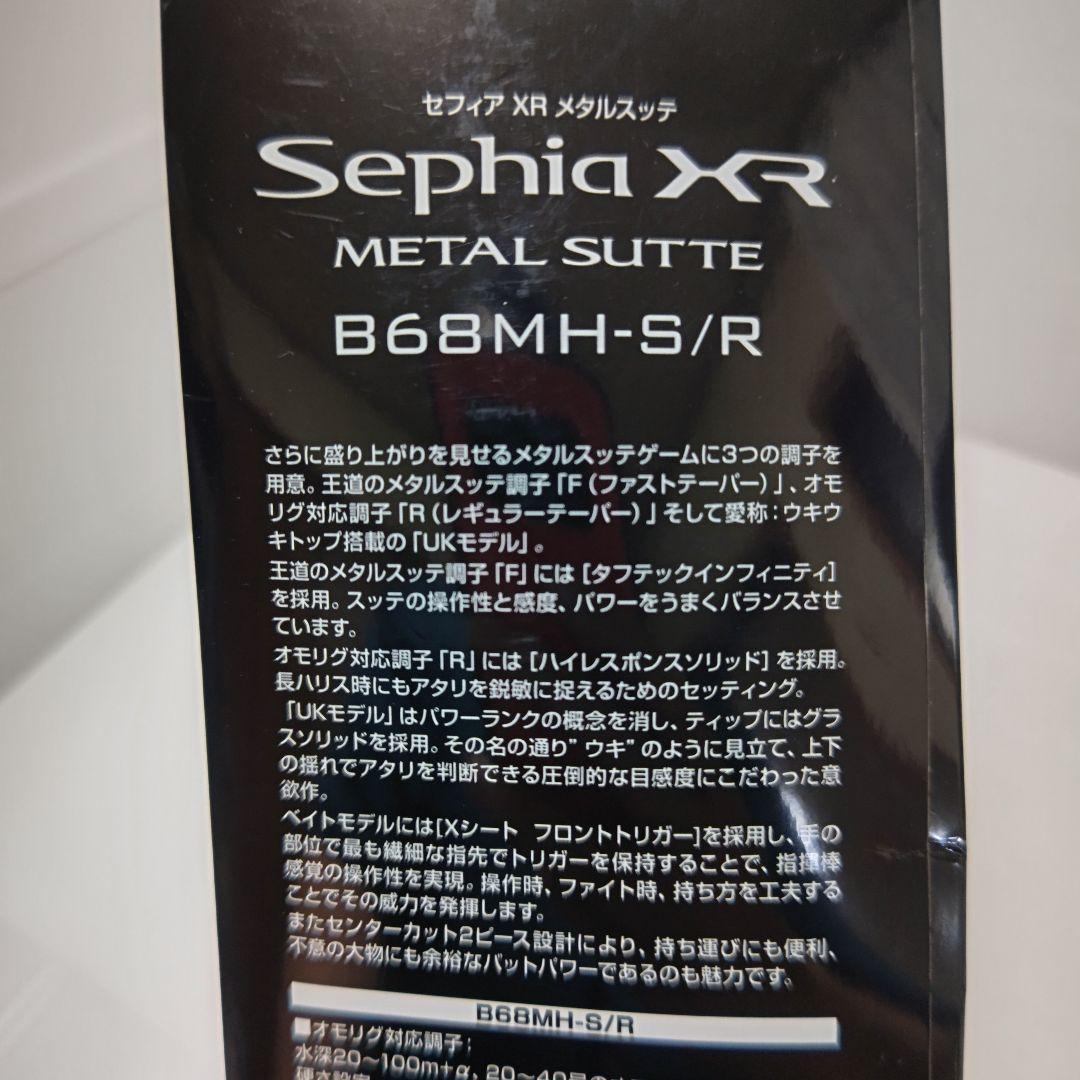 セフィア XR メタルスッテ
Sephia XR
METAL SUTTE
B68MH-S/R
さらに盛り上がりを見せるメタルスッテゲームに3つの調子を
用意。王道のメタルスッテ調子「F（ファストテーパー）」、オモ
リグ対応調子「R（レギュラーテーパー）」そして愛称：ウキウ
キトップ搭載の「UKモデル」。
王道のメタルスッテ調子「F」には［タフテックインフィニティ］
を採用。スッテの操作性と感度、パワーをうまくバランスさせ
ています。
オモリグ対応調子「R」には［ハイレスポンスソリッド］を採用。
長ハリス時にもアタリを鋭敏に捉えるためのセッティング。
「UKモデル」はパワーランクの概念を消し、ティップにはグラ
スソリッドを採用。その名の通り”ウキ”のように見立て、上下
の揺れでアタリを判断できる圧倒的な目感度にこだわった意
欲作。
ベイトモデルには[Xシート フロントトリガー]を採用し、手の
部位で最も繊細な指先でトリガーを保持することで、指揮棒
感覚の操作性を実現。操作時、ファイト時、持ち方を工夫する
ことでその威力を発揮します。
またセンターカット2ピース設計により、持ち運びにも便利、
不意の大物にも余裕なバットパワーであるのも魅力です。
B68MH-S/R
■オモリグ対応調子；
水深20〜100m+α、20〜40号の